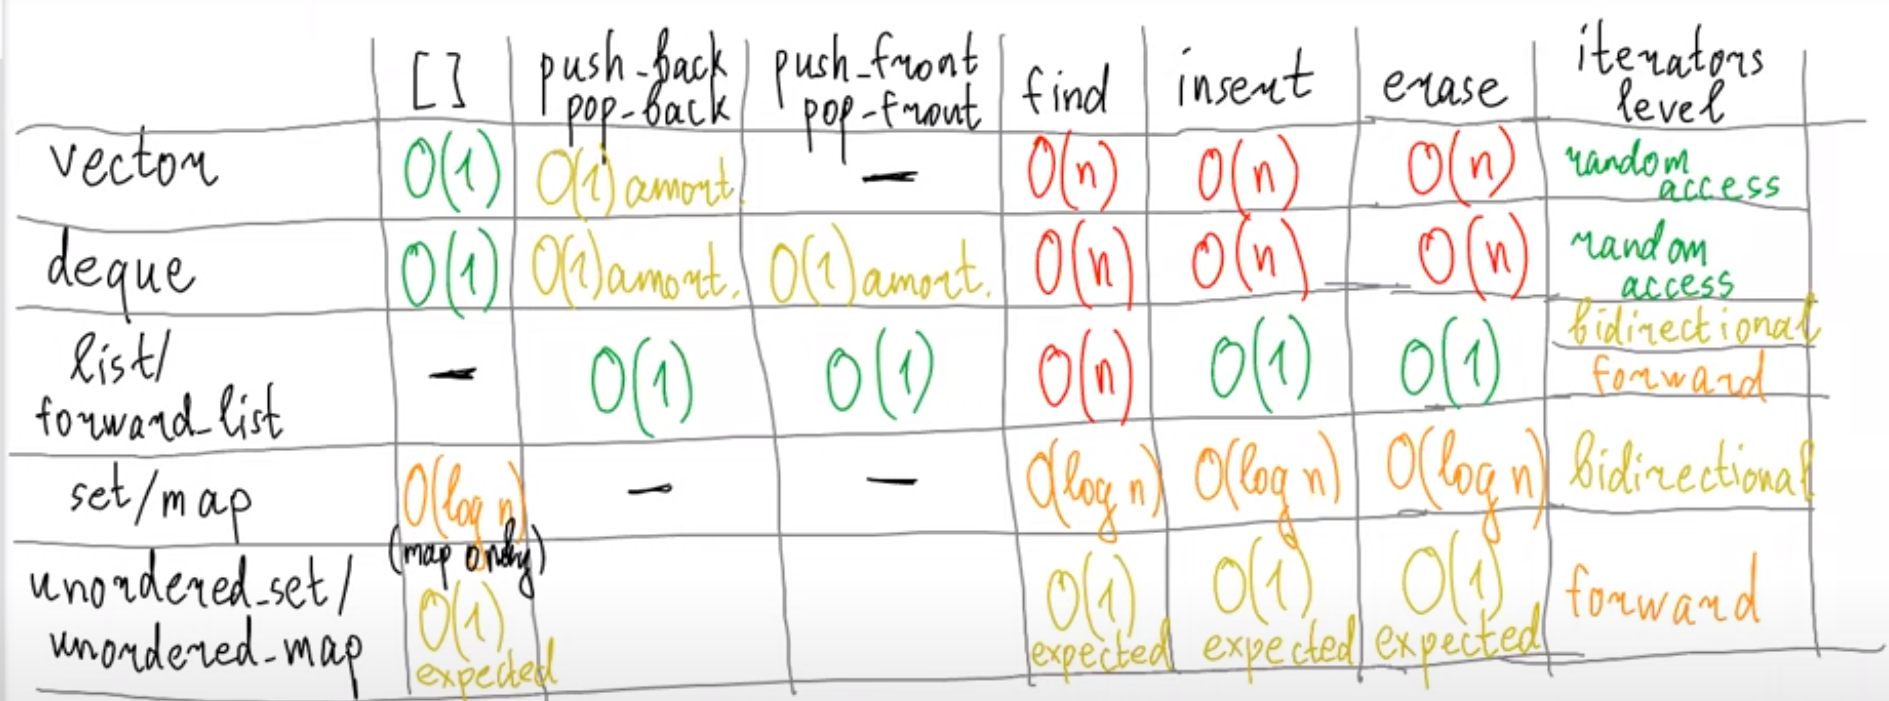 [ ] push_back pop_back push_front pop_front find insert erase iterators level
vector O(1) O(1) amort. — O(n) O(n) O(n) random access
deque O(1) O(1) amort. O(1) amort. O(n) O(n) O(n) random access
list/ forward_list — O(1) O(1) O(n) O(1) O(1) bidirectional forward
set/map O(log n) (map only) — — O(log n) O(log n) O(log n) bidirectional
unordered_set/ unordered_map O(1) expected O(1) expected O(1) expected O(1) expected forward